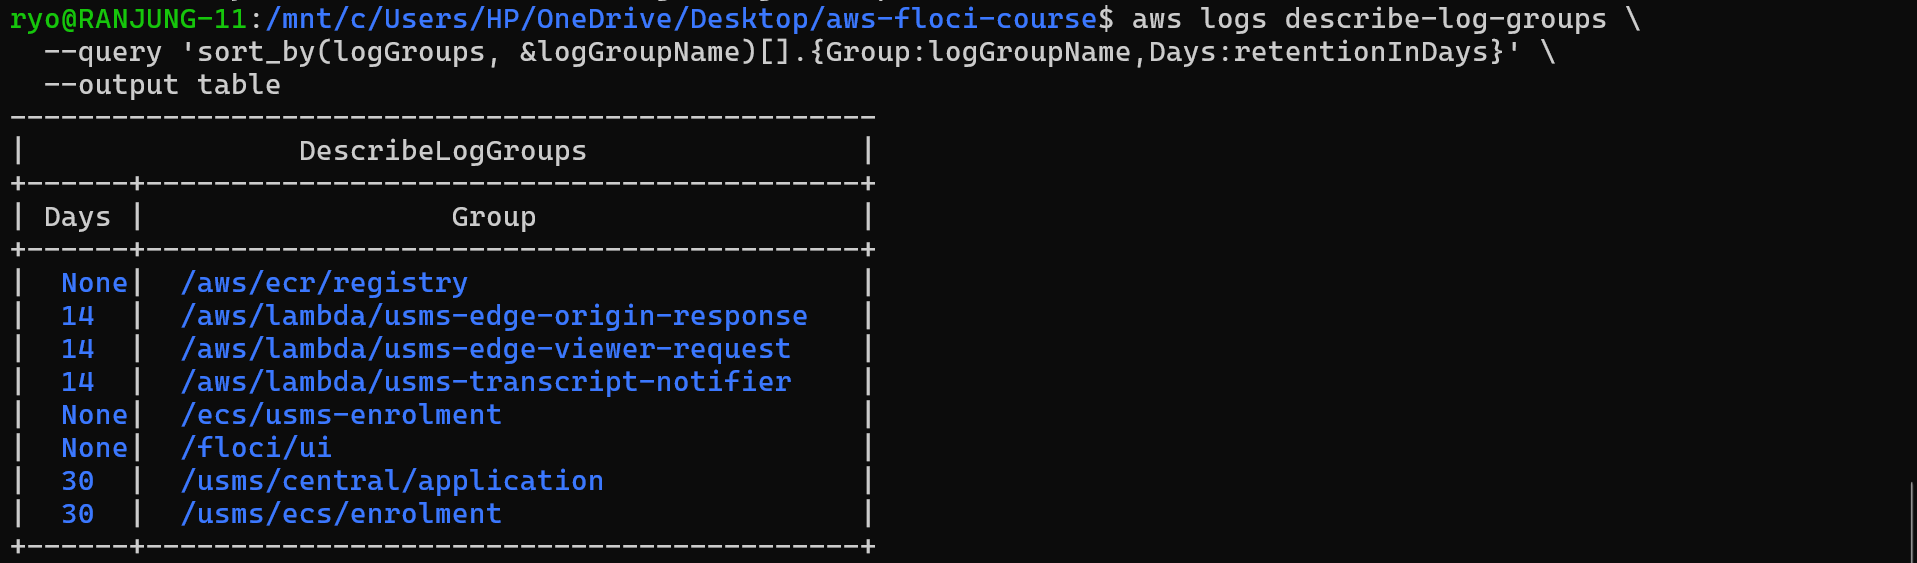 ryo@RANJUNG-11:/mnt/c/Users/HP/OneDrive/Desktop/aws-floci-course$ aws logs describe-log-groups \
  --query 'sort_by(logGroups, &logGroupName)[].{Group:logGroupName,Days:retentionInDays}' \
  --output table
---------------------------------------------------
|                DescribeLogGroups                |
+------+------------------------------------------+
| Days |                  Group                   |
+------+------------------------------------------+
|  None|  /aws/ecr/registry                       |
|  14  |  /aws/lambda/usms-edge-origin-response   |
|  14  |  /aws/lambda/usms-edge-viewer-request    |
|  14  |  /aws/lambda/usms-transcript-notifier    |
|  None|  /ecs/usms-enrolment                     |
|  None|  /floci/ui                               |
|  30  |  /usms/central/application               |
|  30  |  /usms/ecs/enrolment                     |
+------+------------------------------------------+